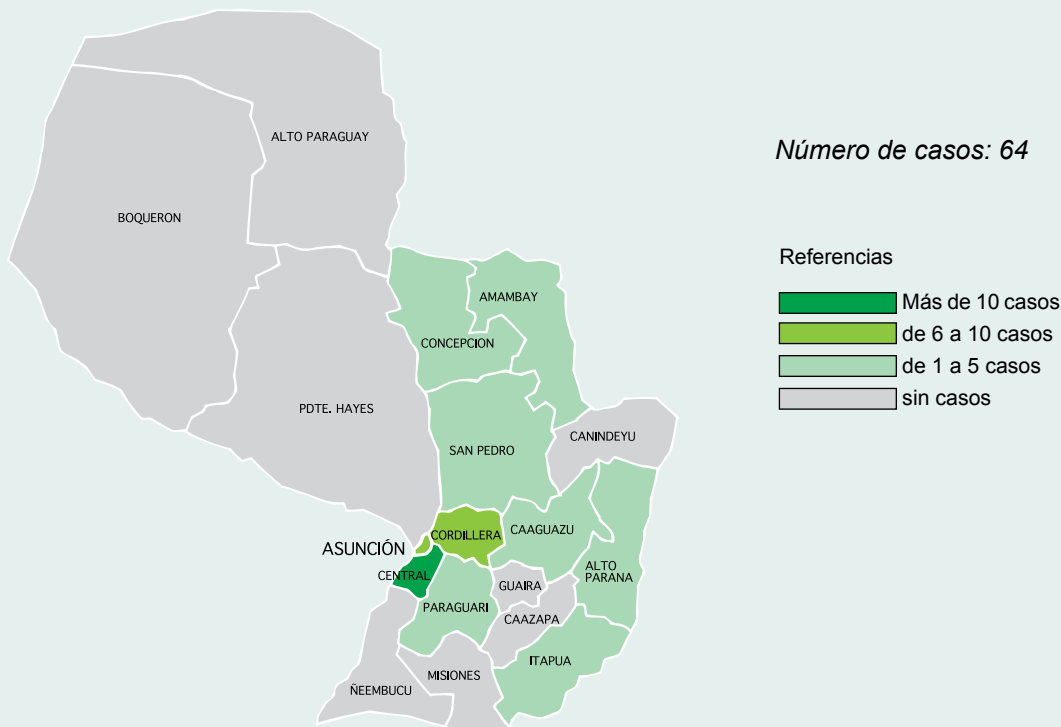 ALTO PARAGUAY
Número de casos: 64
BOQUERON
Referencias
Más de 10 casos
de 6 a 10 casos
de 1 a 5 casos
sin casos
AMAMBAY
CONCEPCION
PDTE. HAYES
CANINDEYU
SAN PEDRO
CORDILLERA
CAAGUAZU
ASUNCIÓN
CENTRAL
ALTO
PARANA
GUAIRA
PARAGUARI
CAAZAPA
ITAPUA
MISIONES
ÑEEMBUCU